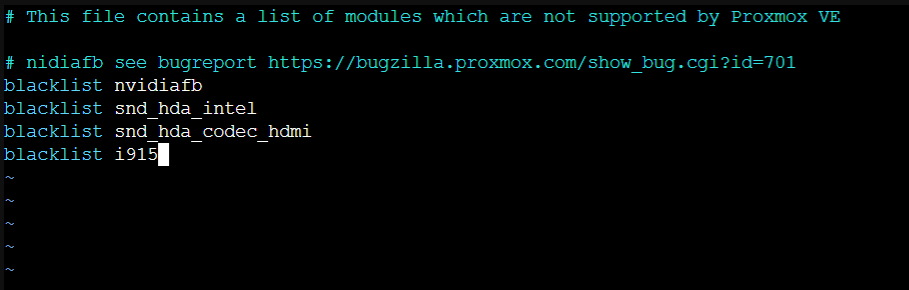 # This file contains a list of modules which are not supported by Proxmox VE
# nidiafb see bugreport https://bugzilla.proxmox.com/show_bug.cgi?id=701
blacklist nvidiafb
blacklist snd_hda_intel
blacklist snd_hda_codec_hdmi
blacklist i915
~
~
~
~
~